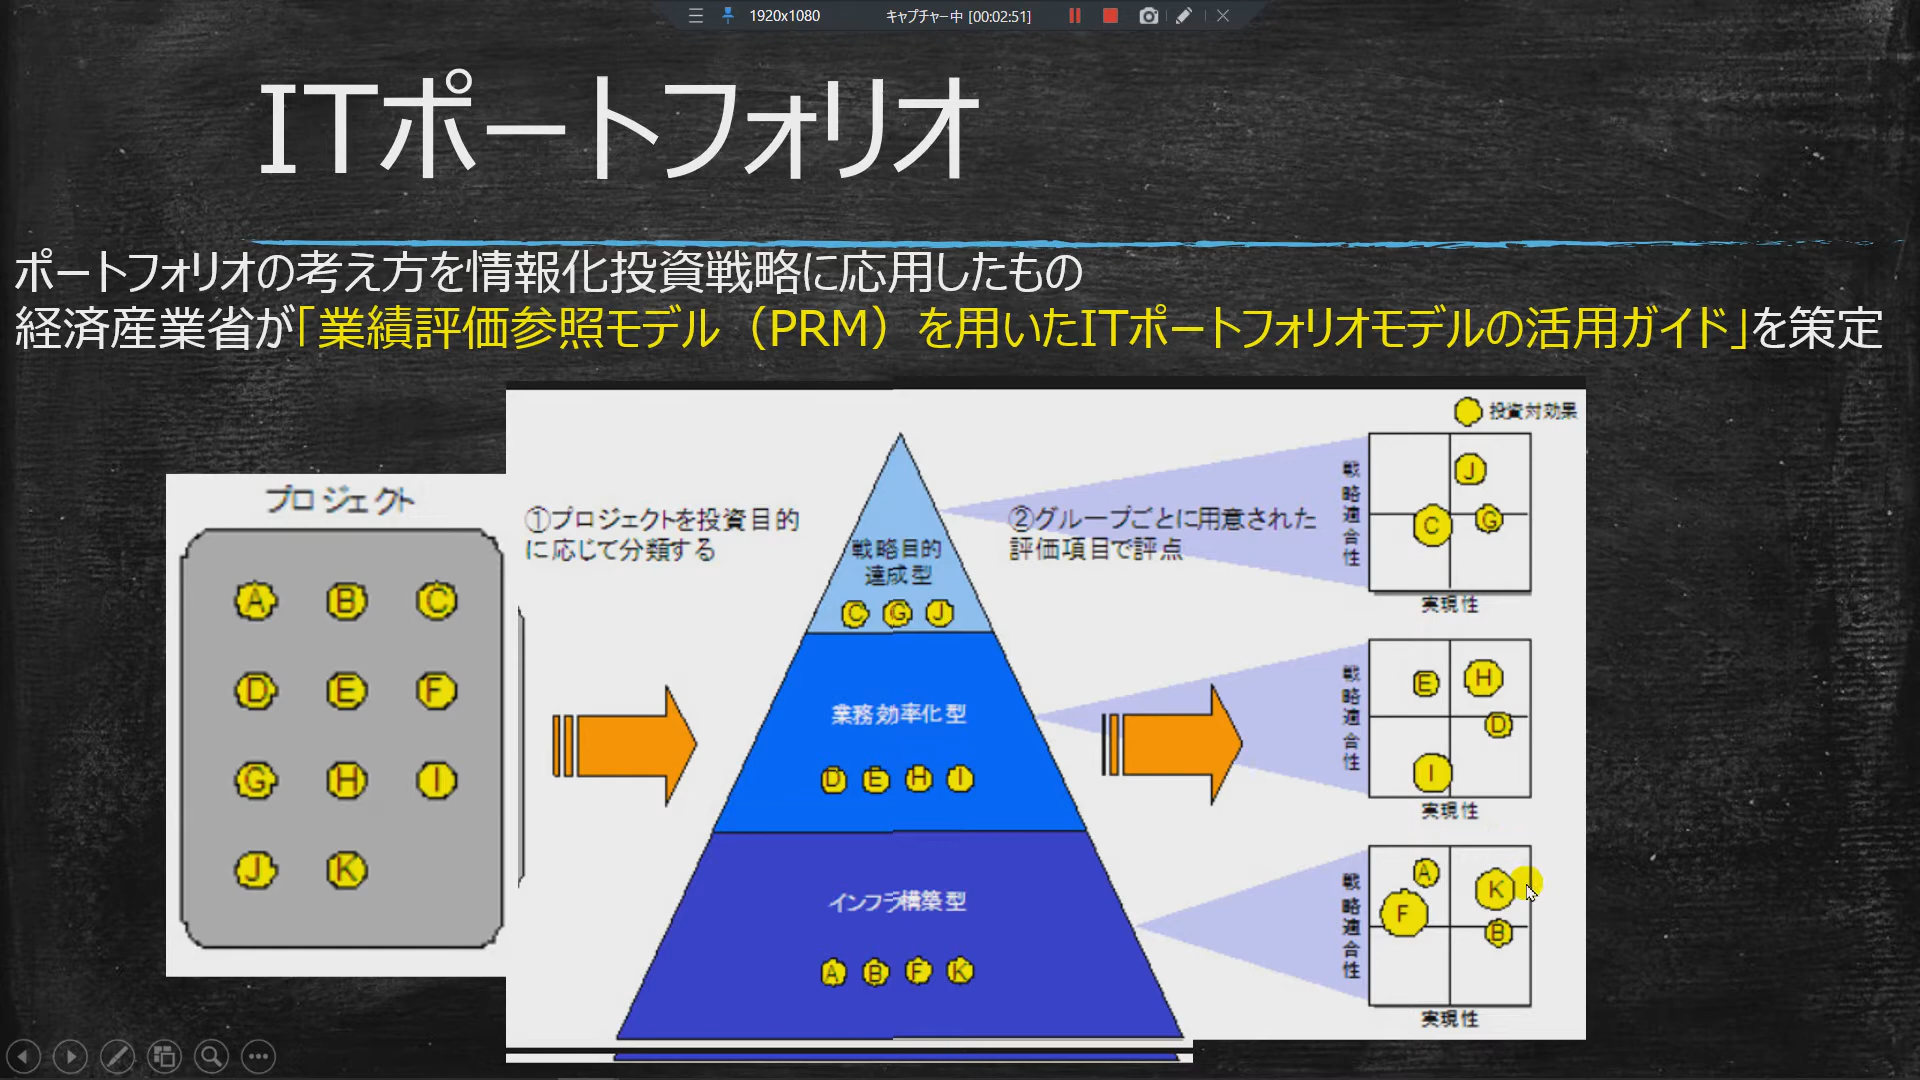 1920x1080 キャプチャー中 [00:02:51]
ITポートフォリオ
ポートフォリオの考え方を情報化投資戦略に応用したもの
経済産業省が「業績評価参照モデル（PRM）を用いたITポートフォリオモデルの活用ガイド」を策定
プロジェクト
A B C
D E F
G H I
J K
①プロジェクトを投資目的
に応じて分類する
戦略目的
達成型
C G J
業務効率化型
D E H I
インフラ構築型
A B F K
②グループごとに用意された
評価項目で評点
投資対効果
戦略適合性
J
C G
実現性
戦略適合性
E H
D
I
実現性
戦略適合性
A K
F
B
実現性